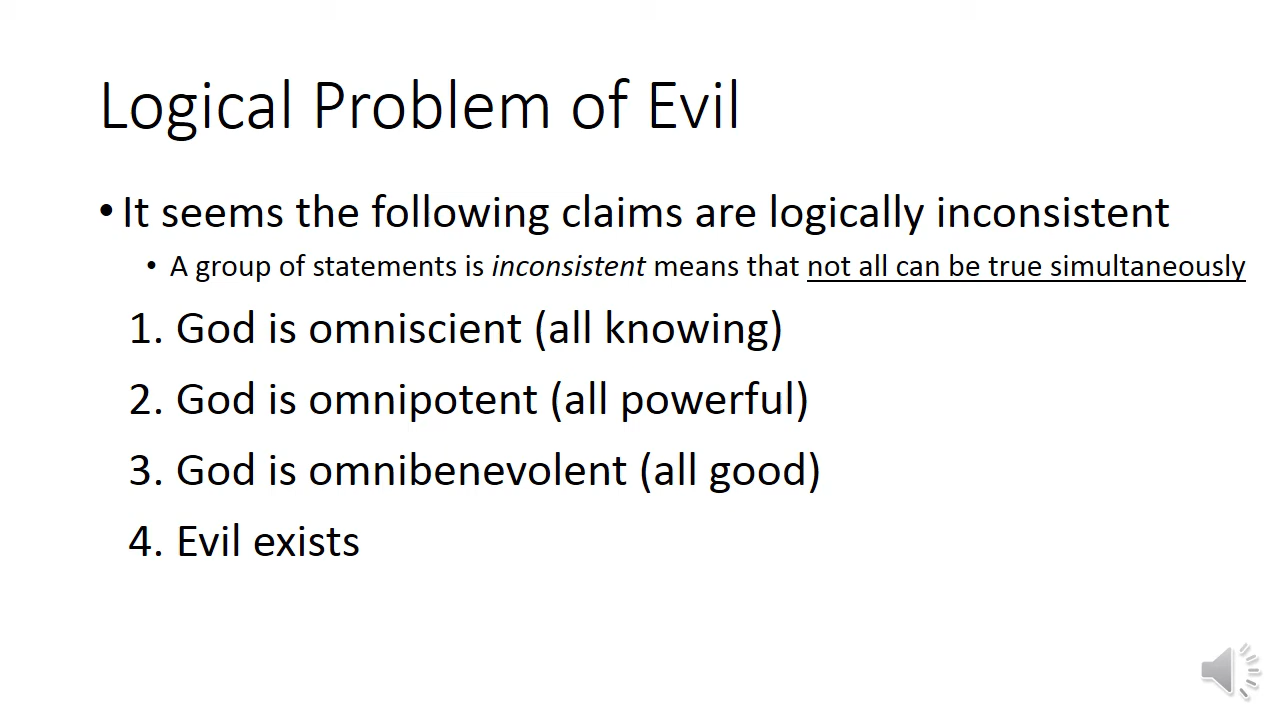 Logical Problem of Evil
• It seems the following claims are logically inconsistent
• A group of statements is inconsistent means that not all can be true simultaneously
1. God is omniscient (all knowing)
2. God is omnipotent (all powerful)
3. God is omnibenevolent (all good)
4. Evil exists